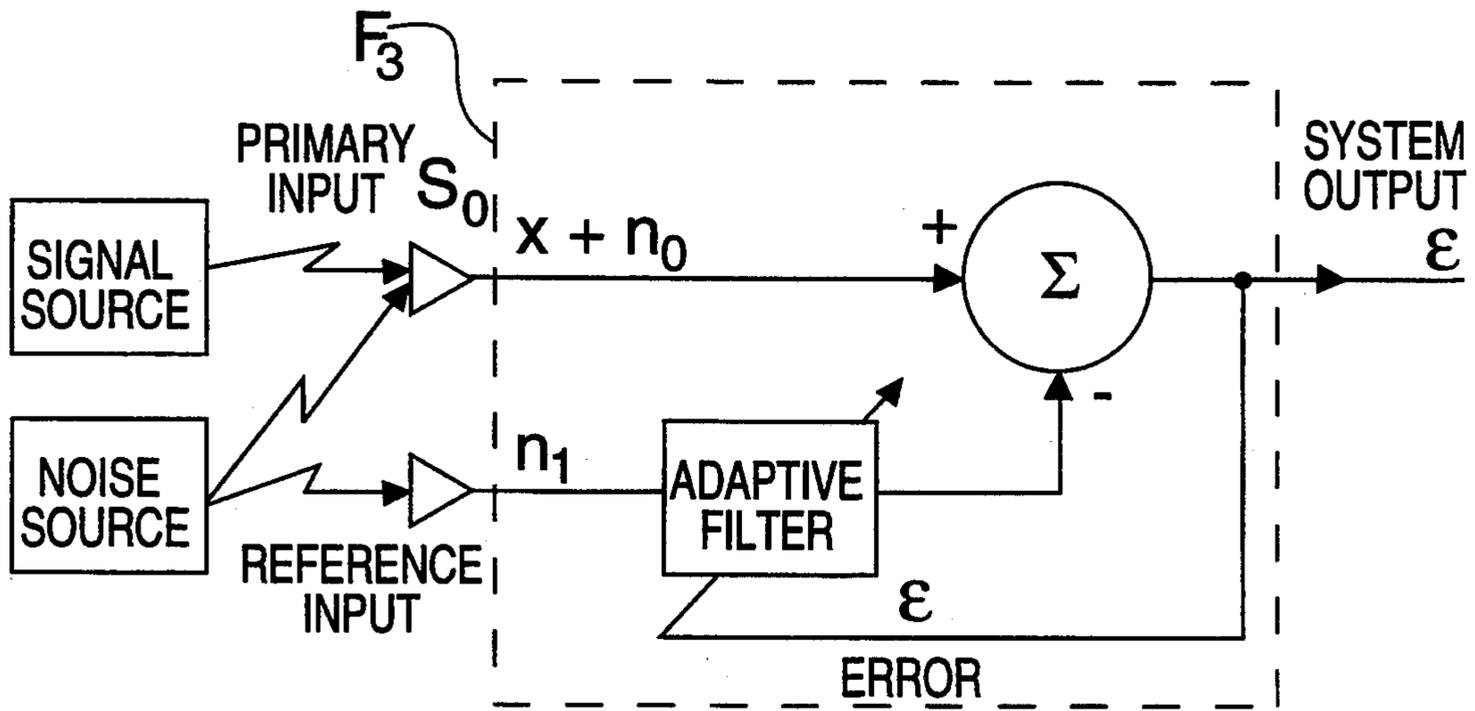 F3
PRIMARY
INPUT
S0
SYSTEM
OUTPUT
SIGNAL
SOURCE
x + n0
+
Σ
ε
NOISE
SOURCE
n1
ADAPTIVE
FILTER
-
REFERENCE
INPUT
ε
ERROR